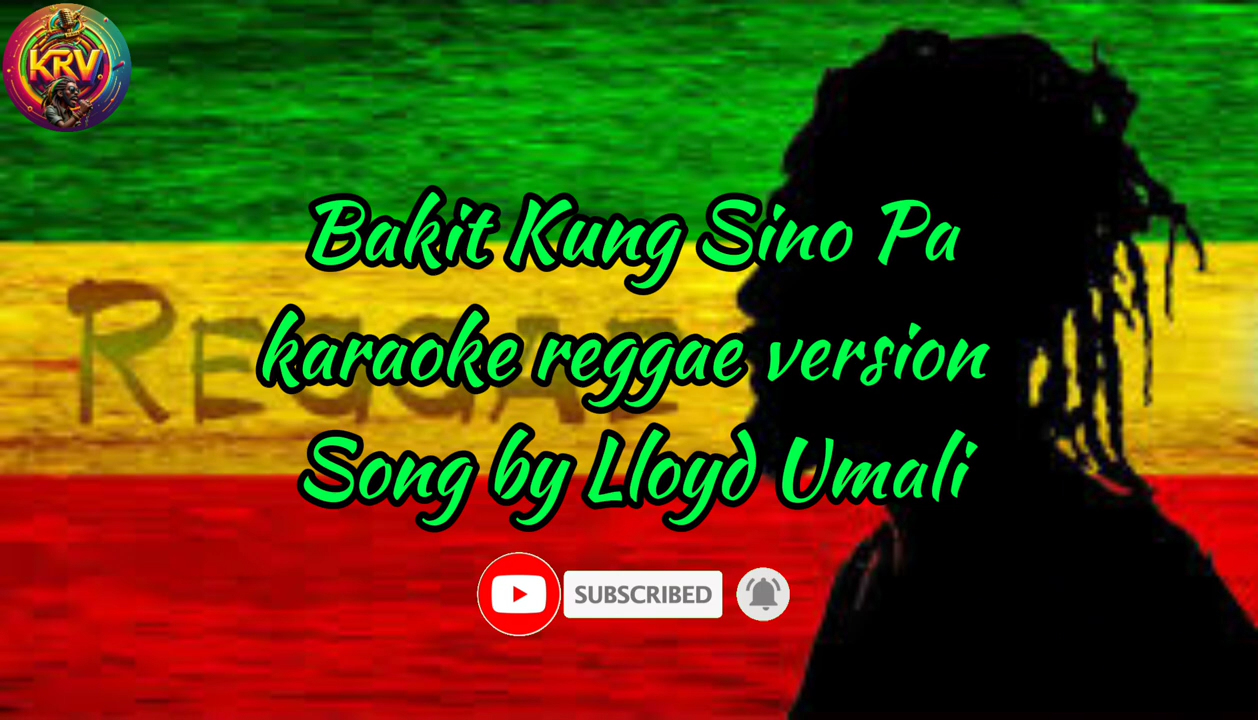 KRV
Bakit Kung Sino Pa
karaoke reggae version
REGGAE
Song by Lloyd Umali
SUBSCRIBED